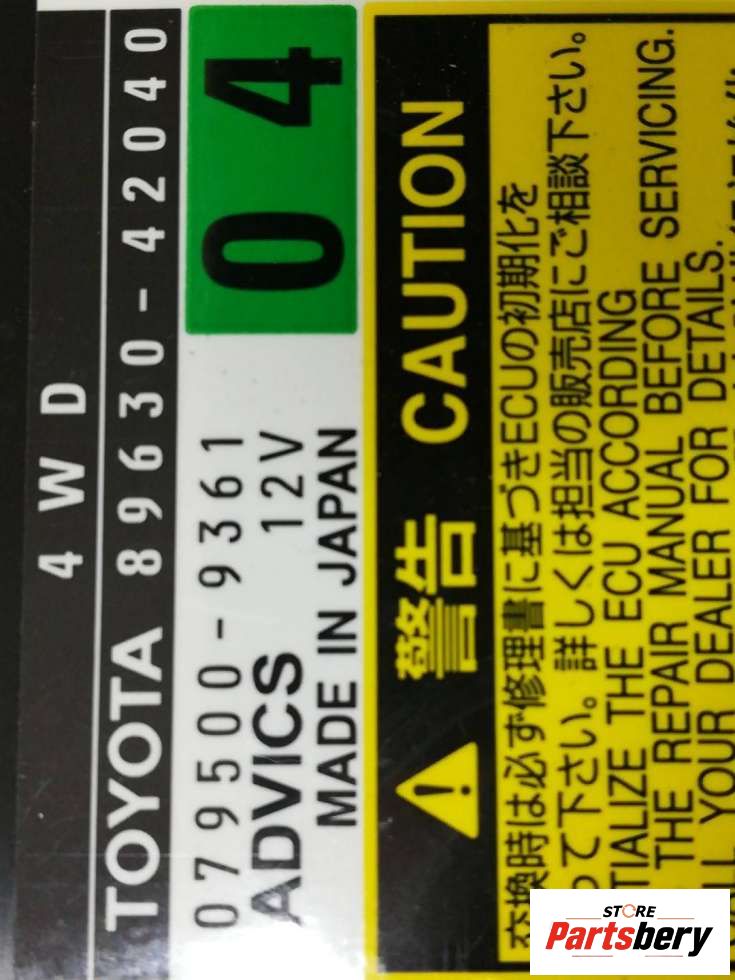 4WD
TOYOTA 89630-42040
04
079500-9361
ADVICS 12V
MADE IN JAPAN
警告 CAUTION
交換時は必ず修理書に基づきECUの初期化を
って下さい。詳しくは担当の販売店にご相談下さい。
TIALIZE THE ECU ACCORDING
THE REPAIR MANUAL BEFORE SERVICING.
YOUR DEALER FOR DETAILS.
STORE
Partsbery